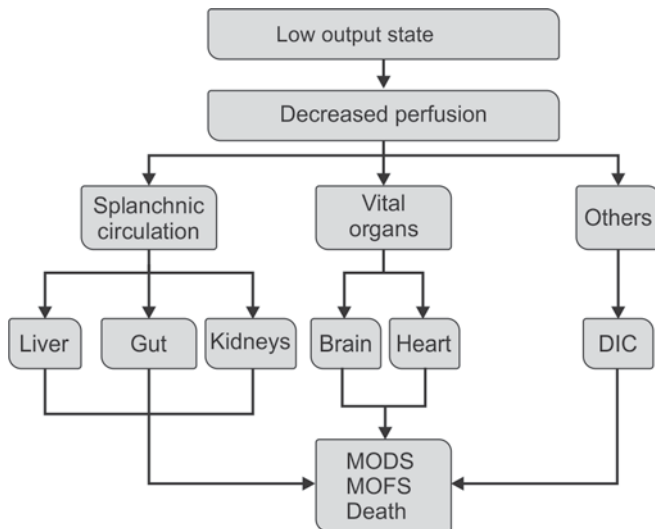 Low output state
Decreased perfusion
Splanchnic
circulation
Vital
organs
Others
Liver
Gut
Kidneys
Brain
Heart
DIC
MODS
MOFS
Death